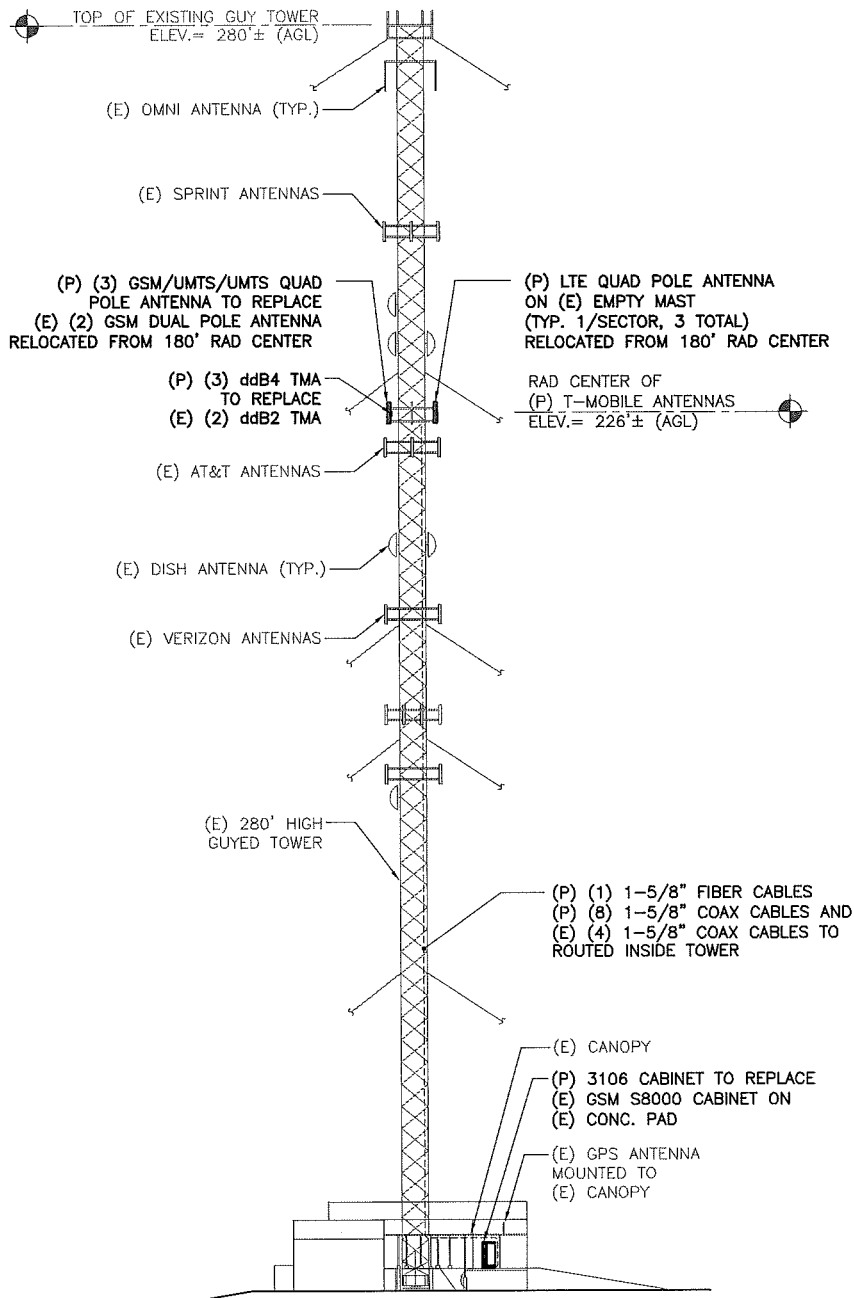 TOP OF EXISTING GUY TOWER
ELEV.= 280'± (AGL)
(E) OMNI ANTENNA (TYP.)
(E) SPRINT ANTENNAS
(P) (3) GSM/UMTS/UMTS QUAD
POLE ANTENNA TO REPLACE
(E) (2) GSM DUAL POLE ANTENNA
RELOCATED FROM 180' RAD CENTER
(P) LTE QUAD POLE ANTENNA
ON (E) EMPTY MAST
(TYP. 1/SECTOR, 3 TOTAL)
RELOCATED FROM 180' RAD CENTER
(P) (3) ddB4 TMA
TO REPLACE
(E) (2) ddB2 TMA
RAD CENTER OF
(P) T-MOBILE ANTENNAS
ELEV.= 226'± (AGL)
(E) AT&T ANTENNAS
(E) DISH ANTENNA (TYP.)
(E) VERIZON ANTENNAS
(E) 280' HIGH
GUYED TOWER
(P) (1) 1-5/8" FIBER CABLES
(P) (8) 1-5/8" COAX CABLES AND
(E) (4) 1-5/8" COAX CABLES TO
ROUTED INSIDE TOWER
(E) CANOPY
(P) 3106 CABINET TO REPLACE
(E) GSM S8000 CABINET ON
(E) CONC. PAD
(E) GPS ANTENNA
MOUNTED TO
(E) CANOPY